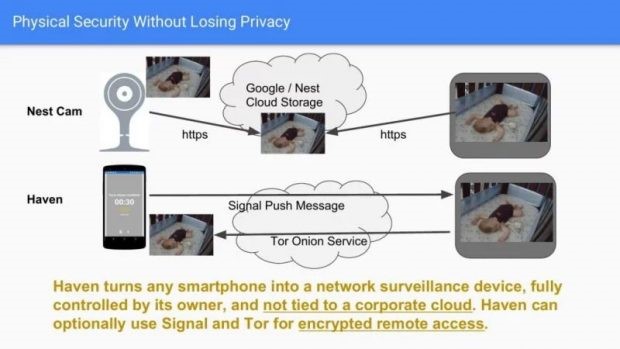 Physical Security Without Losing Privacy
Google / Nest
Cloud Storage
Nest Cam
https
https
Haven
00:30
Signal Push Message
Tor Onion Service
Haven turns any smartphone into a network surveillance device, fully
controlled by its owner, and not tied to a corporate cloud. Haven can
optionally use Signal and Tor for encrypted remote access.